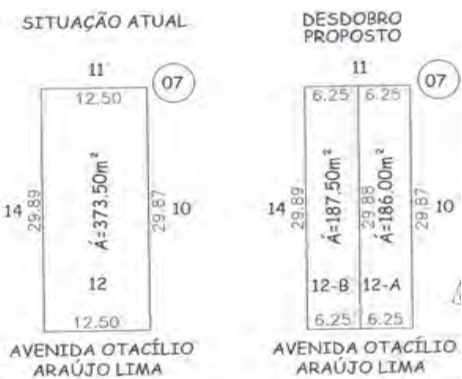 SITUAÇÃO ATUAL
11
07
12.50
14
29.89
Á=373.50m²
29.87
10
12
12.50
AVENIDA OTACÍLIO
ARAÚJO LIMA
DESDOBRO
PROPOSTO
11
07
6.25 6.25
14
29.89
Á=187.50m²
29.88
Á=186.00m²
29.87
10
12-B 12-A
6.25 6.25
AVENIDA OTACÍLIO
ARAÚJO LIMA